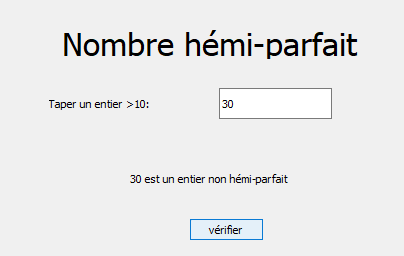 Nombre hémi-parfait
Taper un entier >10:
30
30 est un entier non hémi-parfait
vérifier